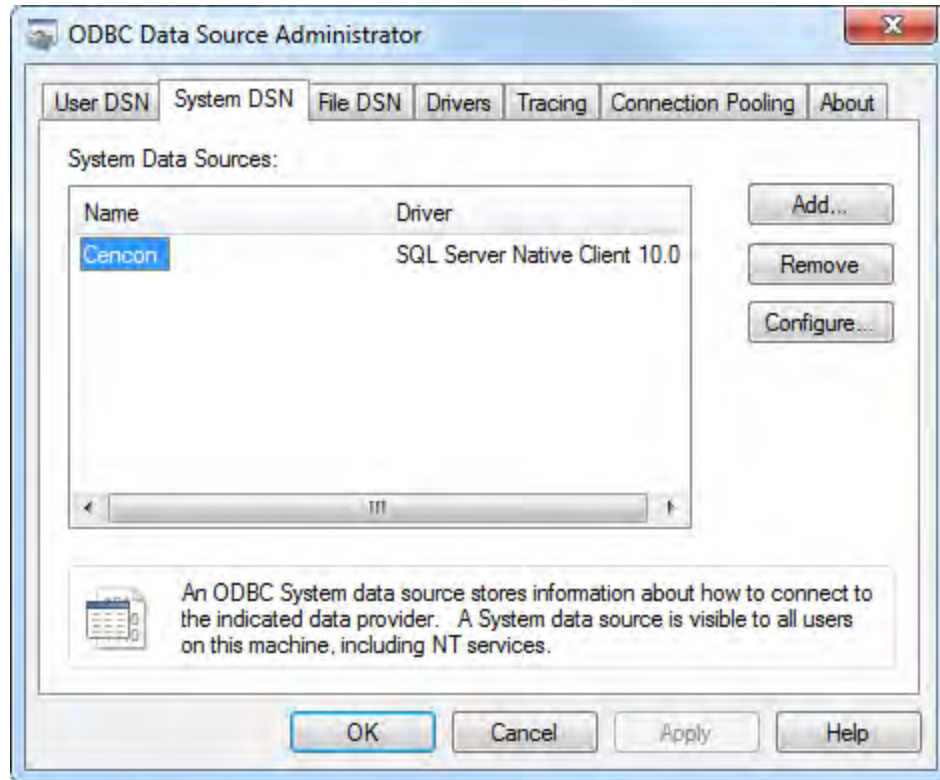 ODBC Data Source Administrator
User DSN System DSN File DSN Drivers Tracing Connection Pooling About
System Data Sources:
Name Driver
Cencon SQL Server Native Client 10.0
Add...
Remove
Configure...
An ODBC System data source stores information about how to connect to
the indicated data provider. A System data source is visible to all users
on this machine, including NT services.
OK Cancel Apply Help